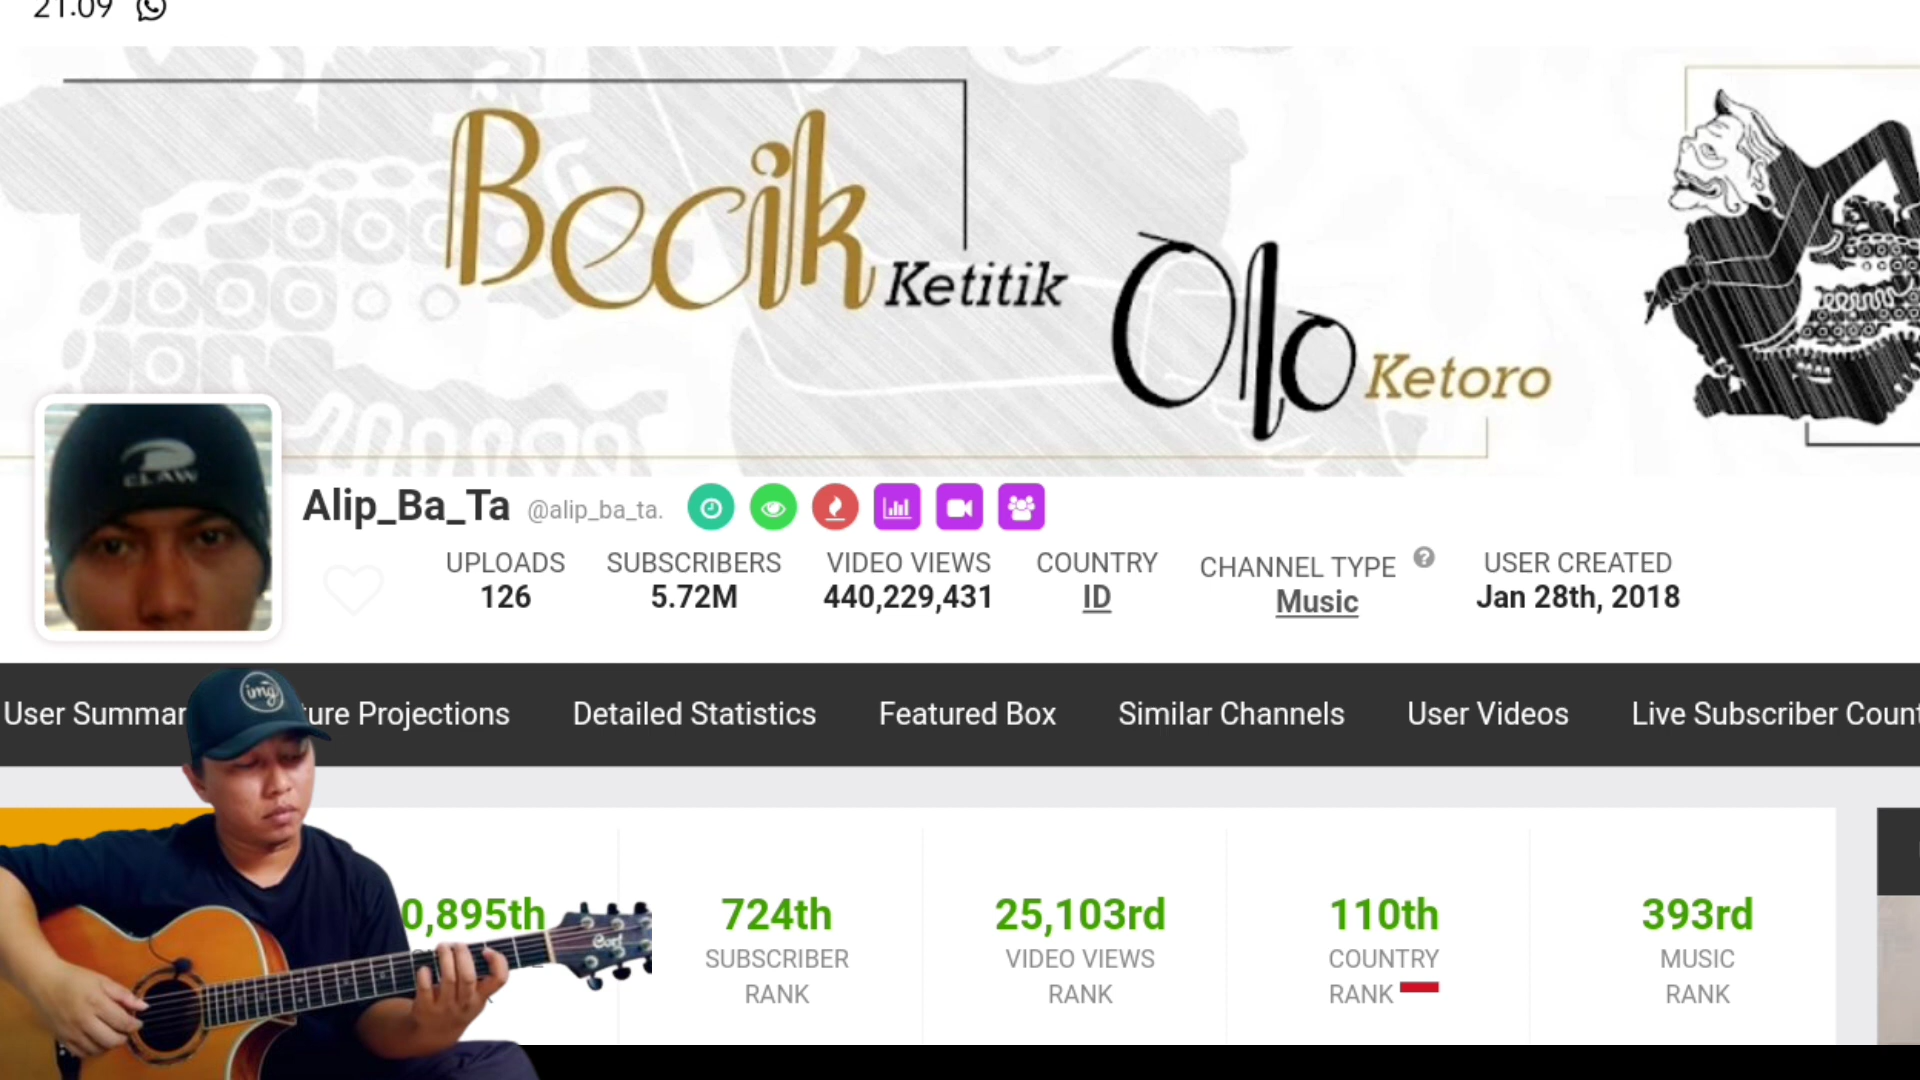 21.09
Becik Ketitik
Olo Ketoro
CLAW
Alip_Ba_Ta @alip_ba_ta.
UPLOADS SUBSCRIBERS VIDEO VIEWS COUNTRY CHANNEL TYPE ? USER CREATED
126 5.72M 440,229,431 ID Music Jan 28th, 2018
User Summar ure Projections Detailed Statistics Featured Box Similar Channels User Videos Live Subscriber Count
img
0,895th 724th 25,103rd 110th 393rd
Cort
SUBSCRIBER VIDEO VIEWS COUNTRY MUSIC
RANK RANK RANK RANK